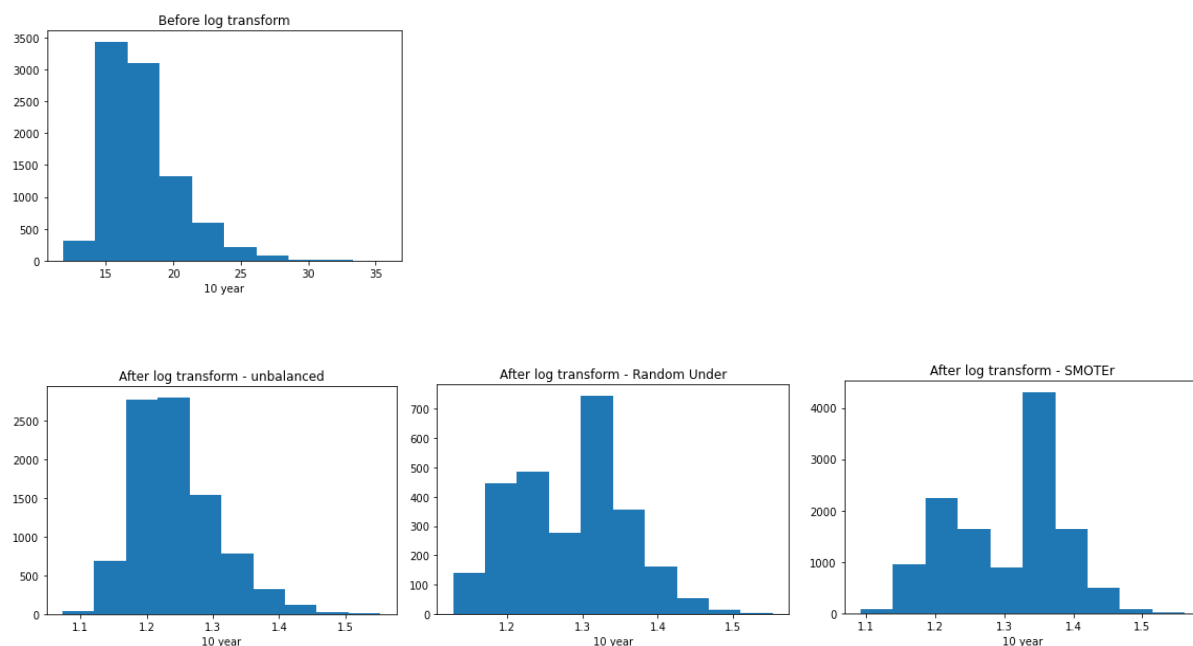 Before log transform
3500
3000
2500
2000
1500
1000
500
0
15 20 25 30 35
10 year
After log transform - unbalanced
2500
2000
1500
1000
500
0
1.1 1.2 1.3 1.4 1.5
10 year
After log transform - Random Under
700
600
500
400
300
200
100
0
1.2 1.3 1.4 1.5
10 year
After log transform - SMOTEr
4000
3000
2000
1000
0
1.1 1.2 1.3 1.4 1.5
10 year